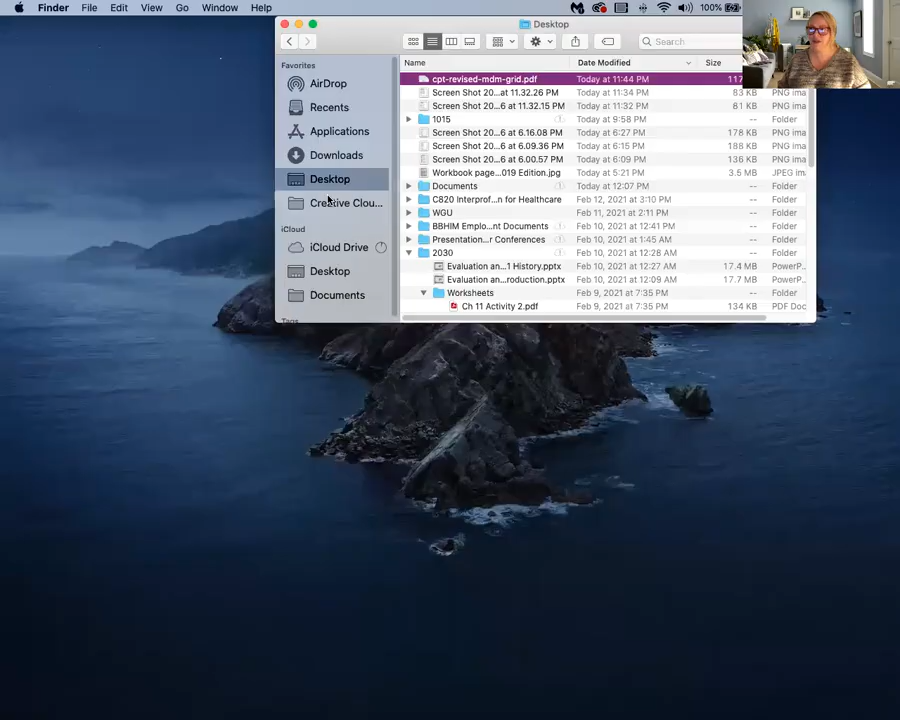 Finder File Edit View Go Window Help 100%
Desktop
Search
Favorites
AirDrop
Recents
Applications
Downloads
Desktop
Creative Clou...
iCloud
iCloud Drive
Desktop
Documents
Tags
Name Date Modified Size
cpt-revised-mdm-grid.pdf Today at 11:44 PM 117
Screen Shot 20...at 11.32.26 PM Today at 11:34 PM 83 KB PNG ima
Screen Shot 20...6 at 11.32.15 PM Today at 11:32 PM 81 KB PNG ima
1015 Today at 9:58 PM -- Folder
Screen Shot 20...6 at 6.16.08 PM Today at 6:27 PM 178 KB PNG ima
Screen Shot 20...6 at 6.09.36 PM Today at 6:15 PM 188 KB PNG ima
Screen Shot 20...6 at 6.00.57 PM Today at 6:09 PM 136 KB PNG ima
Workbook page...019 Edition.jpg Today at 5:21 PM 3.5 MB JPEG im
Documents Today at 12:07 PM -- Folder
C820 Interprof...n for Healthcare Feb 12, 2021 at 3:10 PM -- Folder
WGU Feb 11, 2021 at 2:11 PM -- Folder
BBHIM Emplo...nt Documents Feb 10, 2021 at 12:41 PM -- Folder
Presentation...r Conferences Feb 10, 2021 at 1:45 AM -- Folder
2030 Feb 10, 2021 at 12:28 AM -- Folder
Evaluation an...1 History.pptx Feb 10, 2021 at 12:27 AM 17.4 MB PowerP..
Evaluation an...roduction.pptx Feb 10, 2021 at 12:09 AM 17.7 MB PowerP..
Worksheets Feb 9, 2021 at 7:35 PM -- Folder
Ch 11 Activity 2.pdf Feb 9, 2021 at 7:35 PM 134 KB PDF Doc